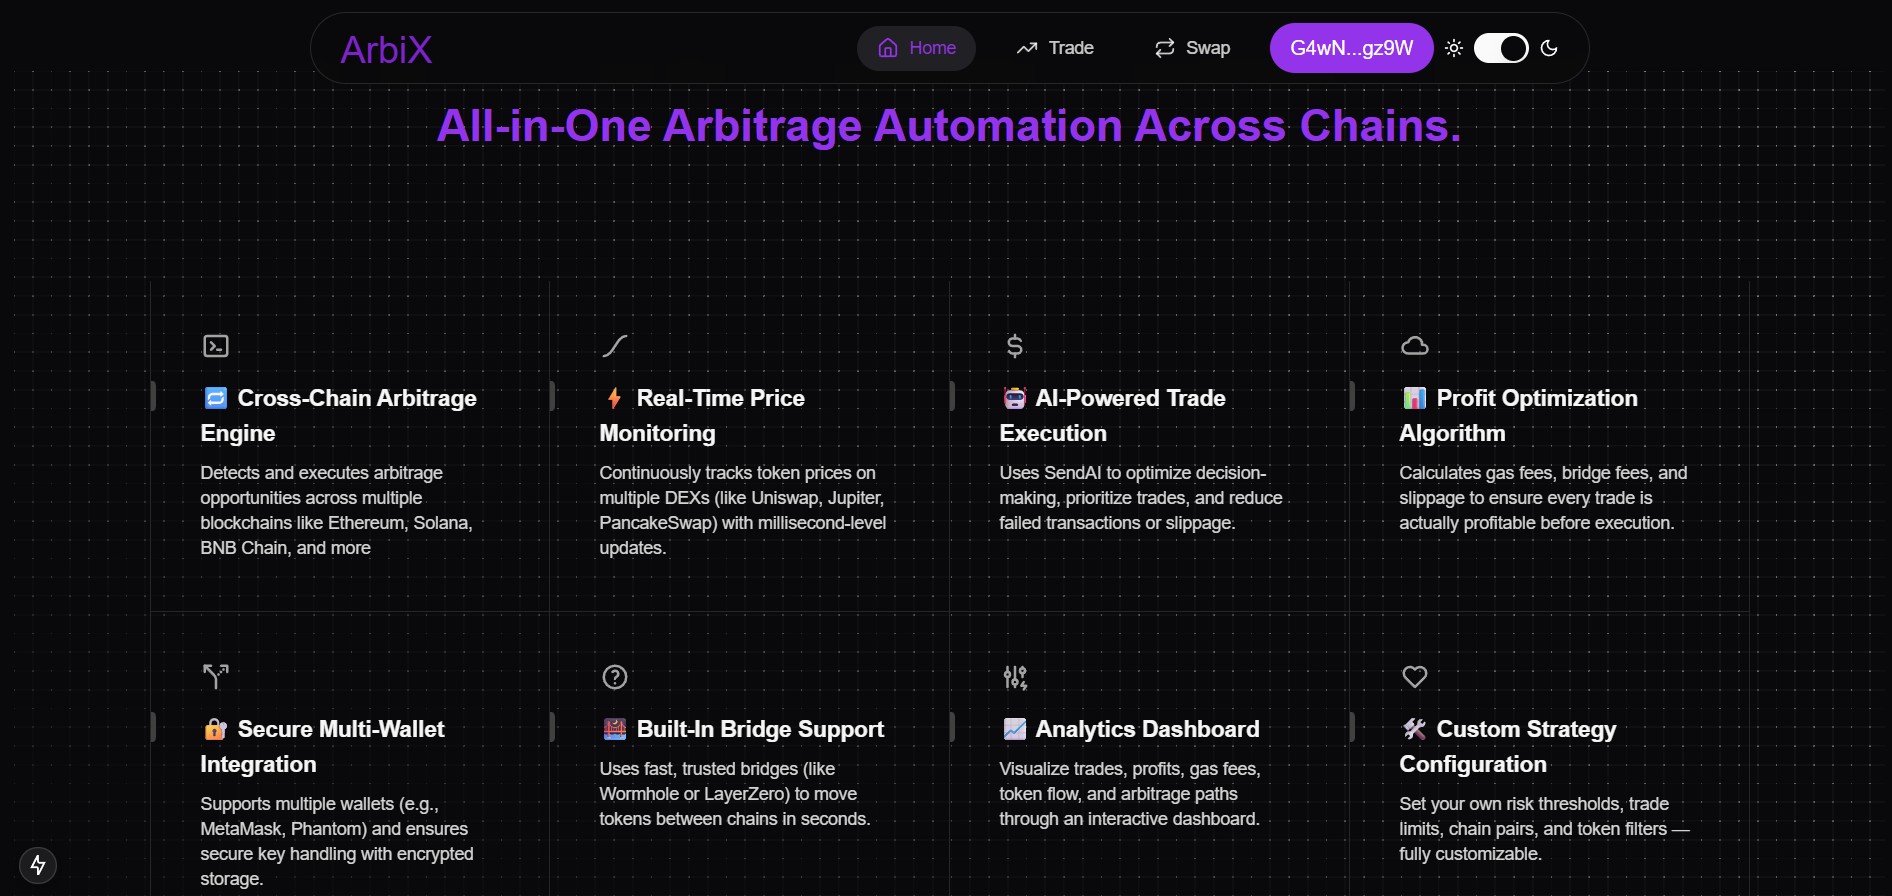 ArbiX
Home
Trade
Swap
G4wN...gz9W
All-in-One Arbitrage Automation Across Chains.
🔁 Cross-Chain Arbitrage
Engine
Detects and executes arbitrage
opportunities across multiple
blockchains like Ethereum, Solana,
BNB Chain, and more
⚡ Real-Time Price
Monitoring
Continuously tracks token prices on
multiple DEXs (like Uniswap, Jupiter,
PancakeSwap) with millisecond-level
updates.
🤖 AI-Powered Trade
Execution
Uses SendAI to optimize decision-
making, prioritize trades, and reduce
failed transactions or slippage.
📊 Profit Optimization
Algorithm
Calculates gas fees, bridge fees, and
slippage to ensure every trade is
actually profitable before execution.
🔐 Secure Multi-Wallet
Integration
Supports multiple wallets (e.g.,
MetaMask, Phantom) and ensures
secure key handling with encrypted
storage.
🌉 Built-In Bridge Support
Uses fast, trusted bridges (like
Wormhole or LayerZero) to move
tokens between chains in seconds.
📈 Analytics Dashboard
Visualize trades, profits, gas fees,
token flow, and arbitrage paths
through an interactive dashboard.
🛠️ Custom Strategy
Configuration
Set your own risk thresholds, trade
limits, chain pairs, and token filters —
fully customizable.